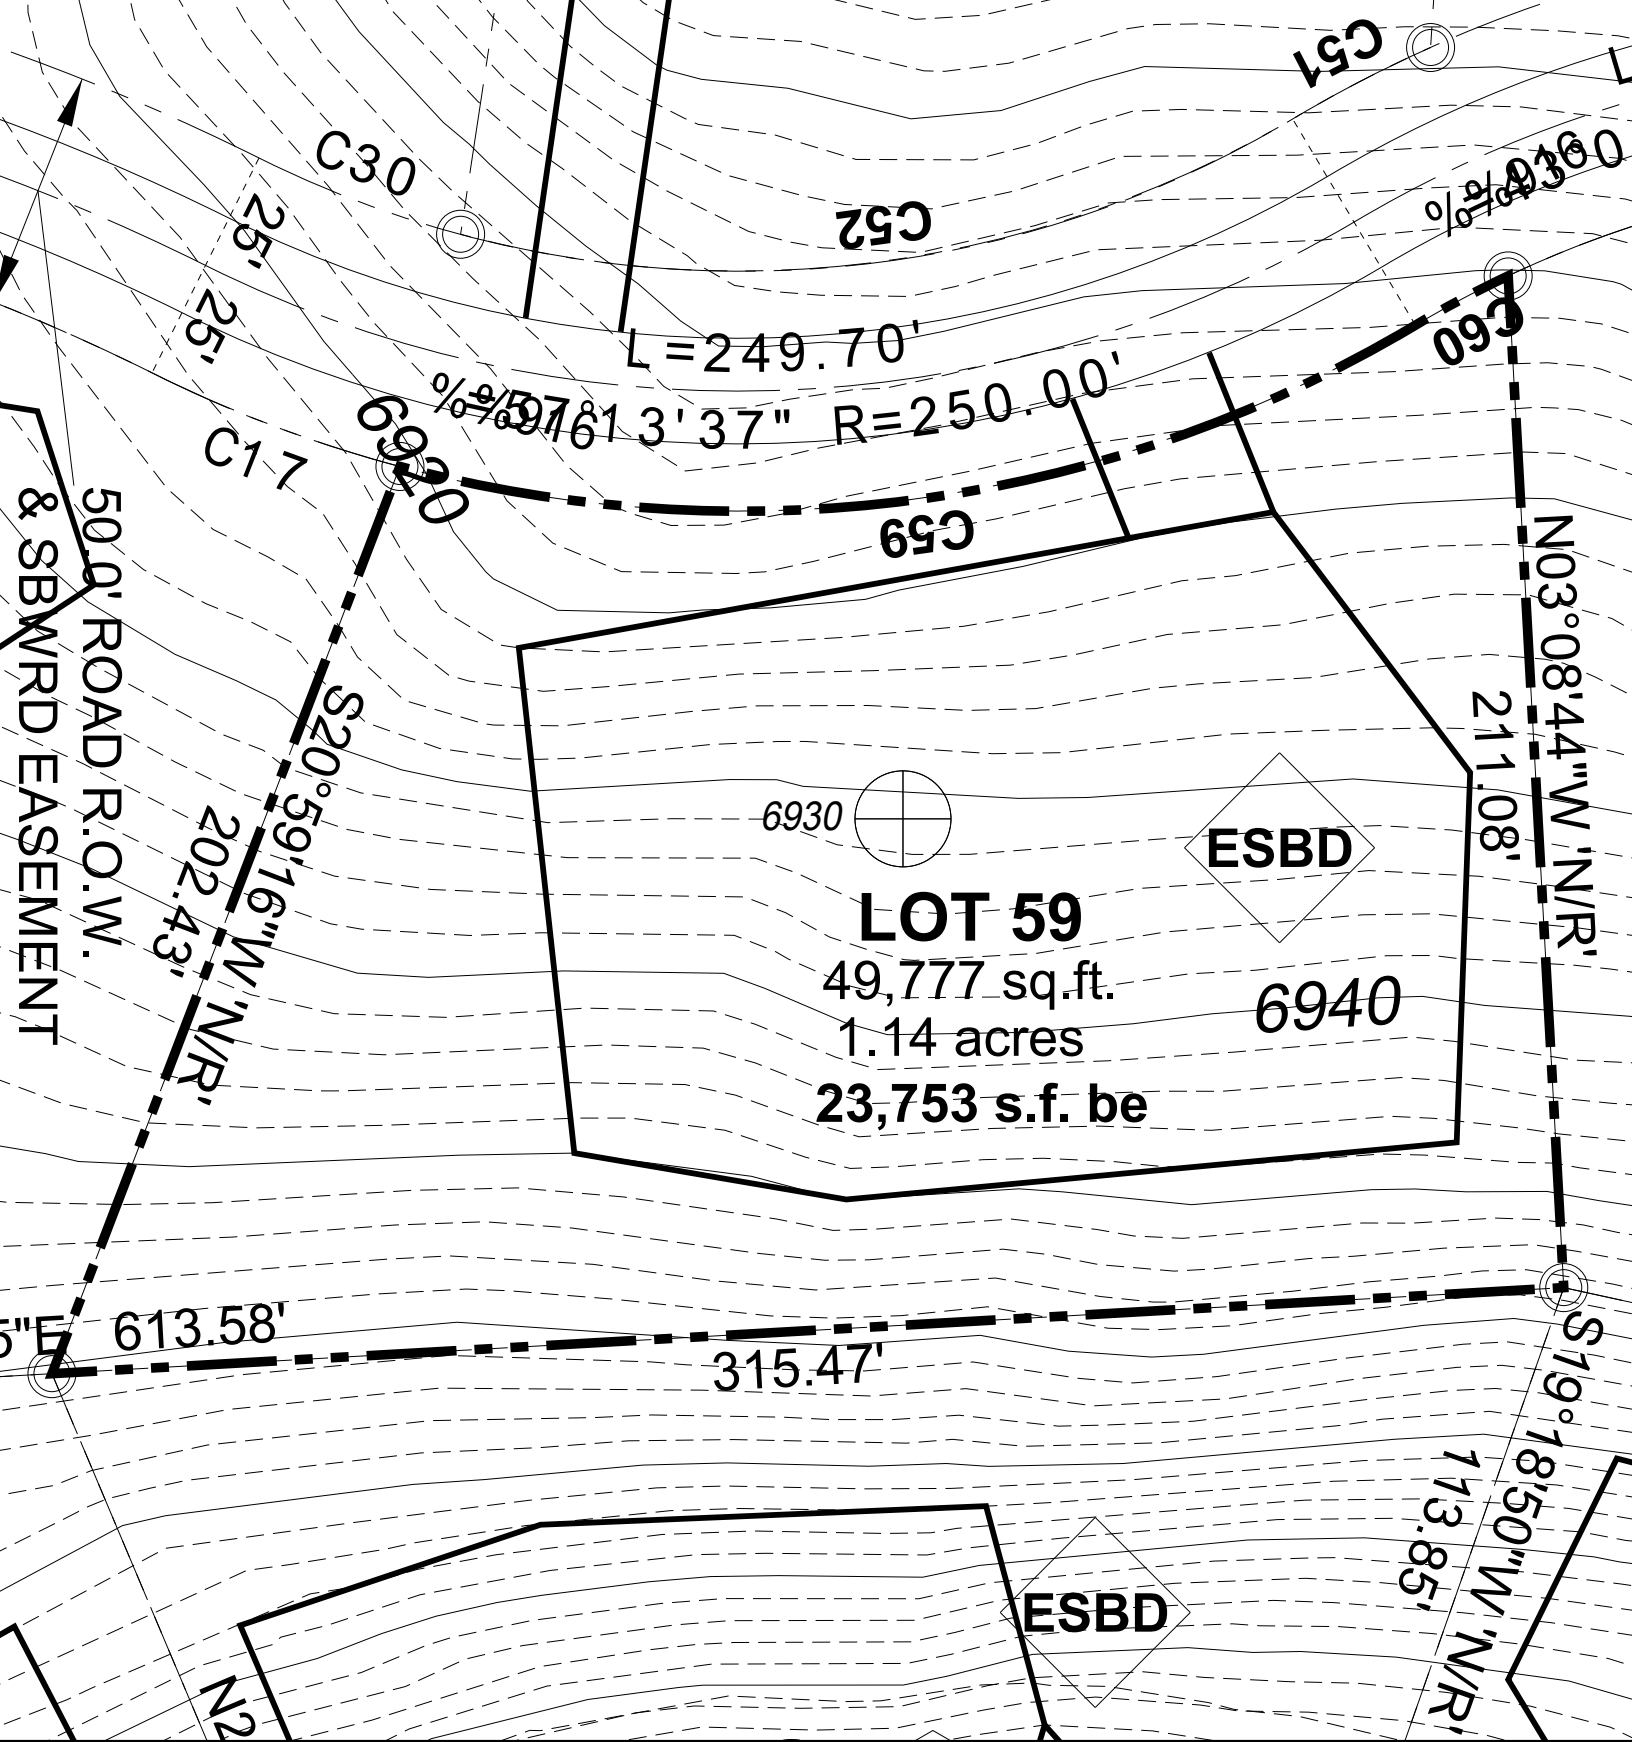 C51
C30
C52
25'
25'
L=249.70'
R=250.00'
C60
6920
C17
C59
50.0' ROAD R.O.W.
& SBWRD EASEMENT
N03°08'44"W 'N/R'
211.08'
S20°59'16"W 'N/R'
202.43'
6930
ESBD
LOT 59
49,777 sq.ft.
1.14 acres
23,753 s.f. be
6940
5"E
613.58'
315.47'
S19°18'50"W 'N/R'
113.85'
ESBD
N2